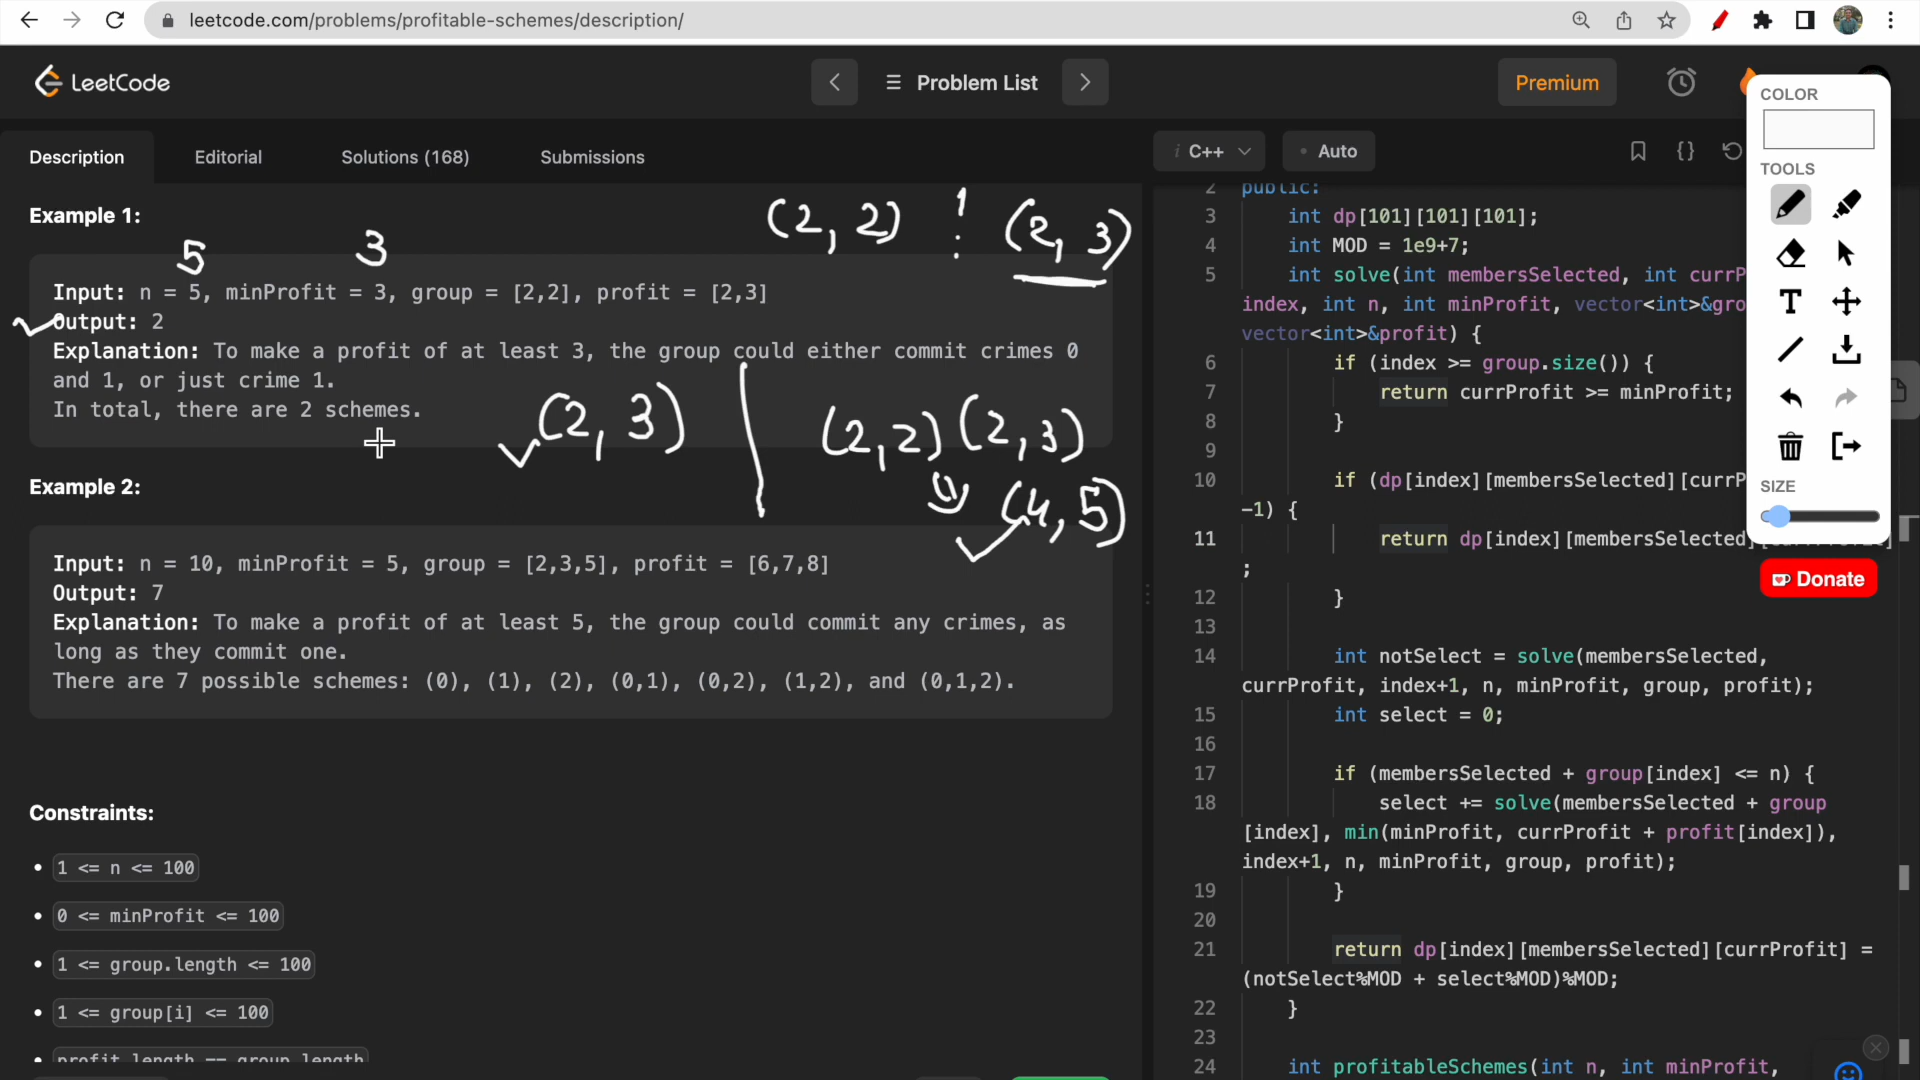 leetcode.com/problems/profitable-schemes/description/
LeetCode
Problem List
Premium
Description
Editorial
Solutions (168)
Submissions
Example 1:
(2, 2) ! (2, 3)
5 3
Input: n = 5, minProfit = 3, group = [2,2], profit = [2,3]
Output: 2
Explanation: To make a profit of at least 3, the group could either commit crimes 0
and 1, or just crime 1.
In total, there are 2 schemes.
(2, 3) (2,2) (2,3)
(4, 5)
Example 2:
Input: n = 10, minProfit = 5, group = [2,3,5], profit = [6,7,8]
Output: 7
Explanation: To make a profit of at least 5, the group could commit any crimes, as
long as they commit one.
There are 7 possible schemes: (0), (1), (2), (0,1), (0,2), (1,2), and (0,1,2).
Constraints:
• 1 <= n <= 100
• 0 <= minProfit <= 100
• 1 <= group.length <= 100
• 1 <= group[i] <= 100
• profit.length == group.length
i C++
• Auto
{}
2 public:
3 int dp[101][101][101];
4 int MOD = 1e9+7;
5 int solve(int membersSelected, int currP
index, int n, int minProfit, vector<int>&gro
vector<int>&profit) {
6 if (index >= group.size()) {
7 return currProfit >= minProfit;
8 }
9
10 if (dp[index][membersSelected][currP
-1) {
11 return dp[index][membersSelected][currProfit]
;
12 }
13
14 int notSelect = solve(membersSelected,
currProfit, index+1, n, minProfit, group, profit);
15 int select = 0;
16
17 if (membersSelected + group[index] <= n) {
18 select += solve(membersSelected + group
[index], min(minProfit, currProfit + profit[index]),
index+1, n, minProfit, group, profit);
19 }
20
21 return dp[index][membersSelected][currProfit] =
(notSelect%MOD + select%MOD)%MOD;
22 }
23
24 int profitableSchemes(int n, int minProfit,
COLOR
TOOLS
T
SIZE
Donate